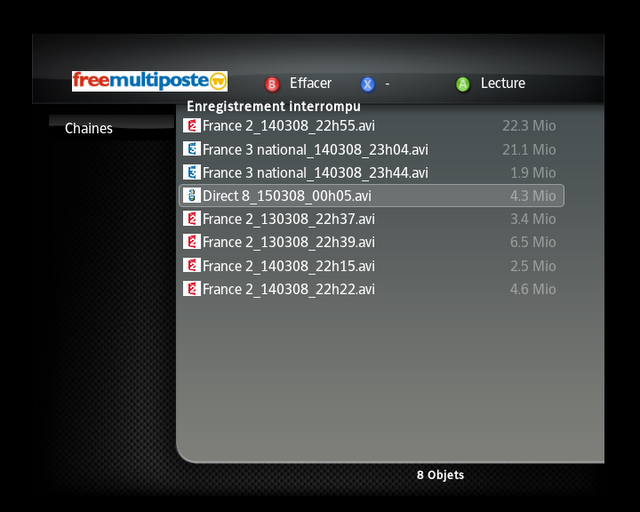 freemultiposte TV
B Effacer X - A Lecture
Chaines
Enregistrement interrompu
France 2_140308_22h55.avi 22.3 Mio
France 3 national_140308_23h04.avi 21.1 Mio
France 3 national_140308_23h44.avi 1.9 Mio
Direct 8_150308_00h05.avi 4.3 Mio
France 2_130308_22h37.avi 3.4 Mio
France 2_130308_22h39.avi 6.5 Mio
France 2_140308_22h15.avi 2.5 Mio
France 2_140308_22h22.avi 4.6 Mio
8 Objets